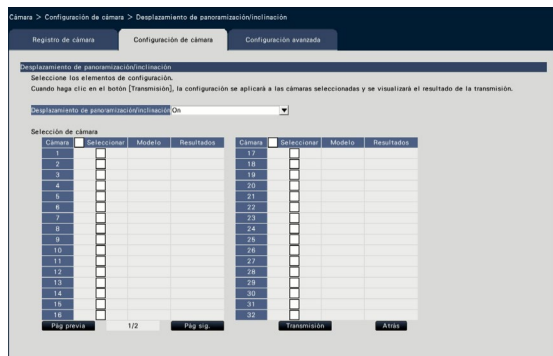 Cámara > Configuración de cámara > Desplazamiento de panoramización/inclinación
Registro de cámara Configuración de cámara Configuración avanzada
Desplazamiento de panoramización/inclinación
Seleccione los elementos de configuración.
Cuando haga clic en el botón [Transmisión], la configuración se aplicará a las cámaras seleccionadas y se visualizará el resultado de la transmisión.
Desplazamiento de panoramización/inclinación On
Selección de cámara
Cámara Seleccionar Modelo Resultados Cámara Seleccionar Modelo Resultados
1 17
2 18
3 19
4 20
5 21
6 22
7 23
8 24
9 25
10 26
11 27
12 28
13 29
14 30
15 31
16 32
Pág previa 1/2 Pág sig. Transmisión Atrás